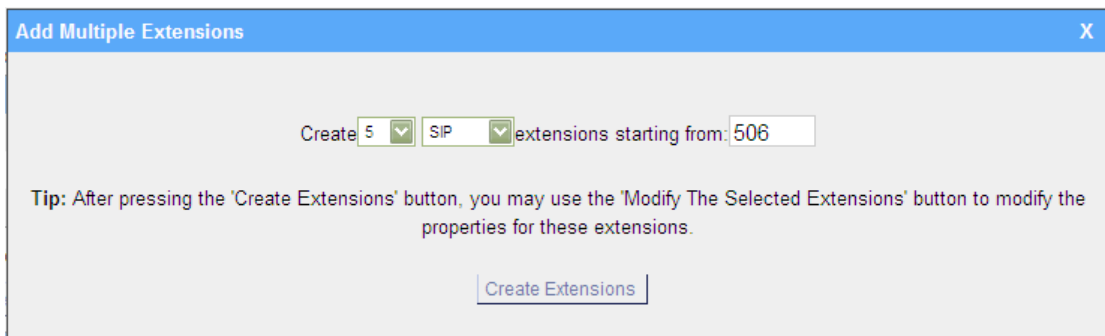 Add Multiple Extensions X
Create 5 SIP extensions starting from: 506
Tip: After pressing the 'Create Extensions' button, you may use the 'Modify The Selected Extensions' button to modify the
properties for these extensions.
Create Extensions